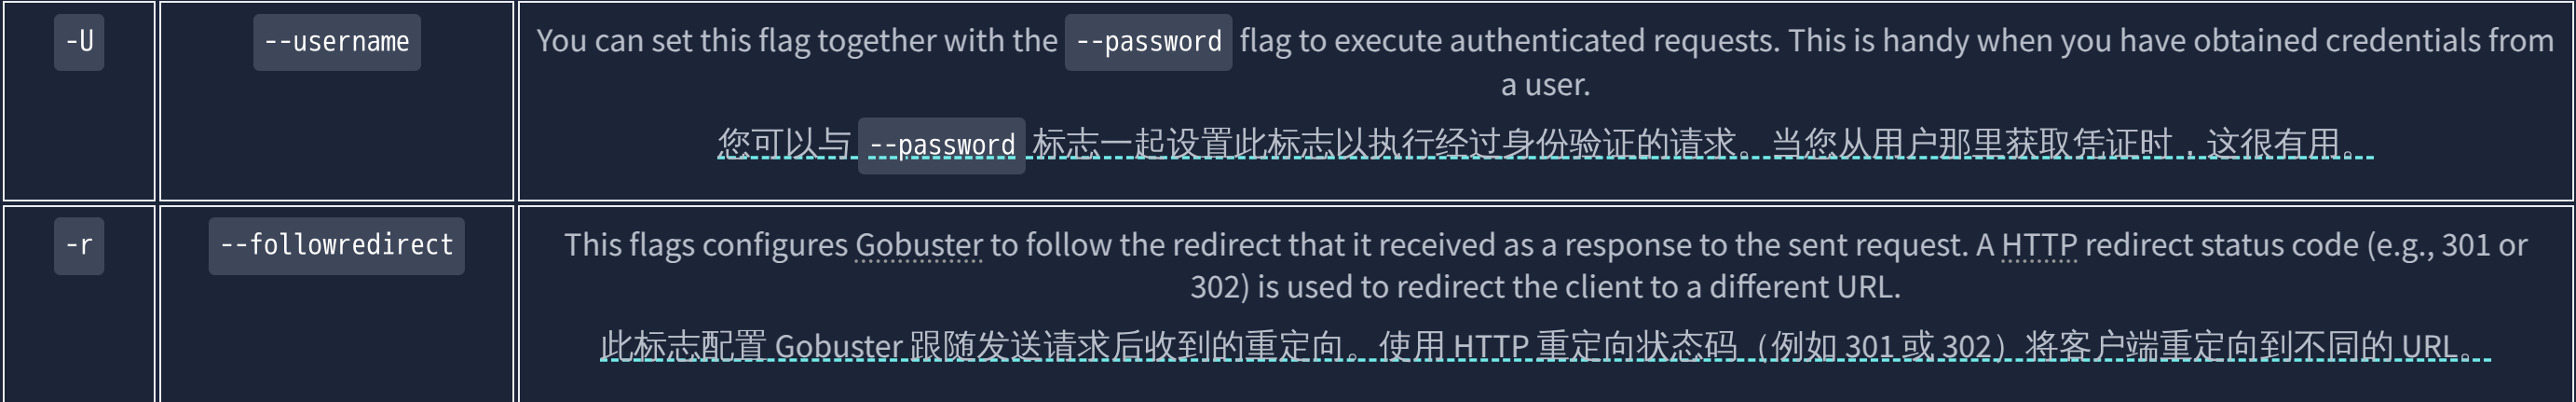 -U --username You can set this flag together with the --password flag to execute authenticated requests. This is handy when you have obtained credentials from
a user.
您可以与 --password 标志一起设置此标志以执行经过身份验证的请求。当您从用户那里获取凭证时，这很有用。
-r --followredirect This flags configures Gobuster to follow the redirect that it received as a response to the sent request. A HTTP redirect status code (e.g., 301 or
302) is used to redirect the client to a different URL.
此标志配置 Gobuster 跟随发送请求后收到的重定向。使用 HTTP 重定向状态码（例如 301 或 302）将客户端重定向到不同的 URL。